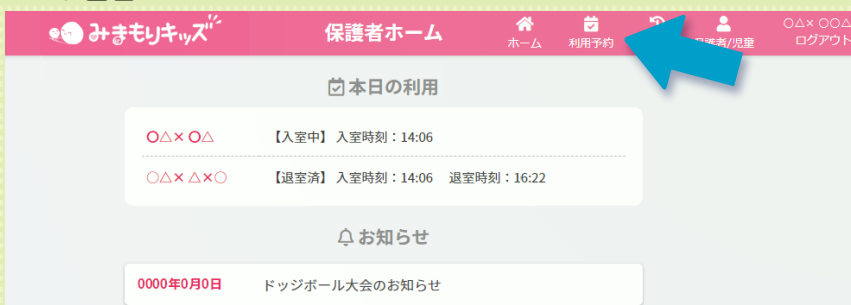 みまもりキッズ 保護者ホーム ホーム 利用予約 保護者/児童 ○△× ○○△ ログアウト
本日の利用
○△× ○△ 【入室中】 入室時刻：14:06
○△× △×○ 【退室済】 入室時刻：14:06 退室時刻：16:22
お知らせ
0000年0月0日 ドッジボール大会のお知らせ